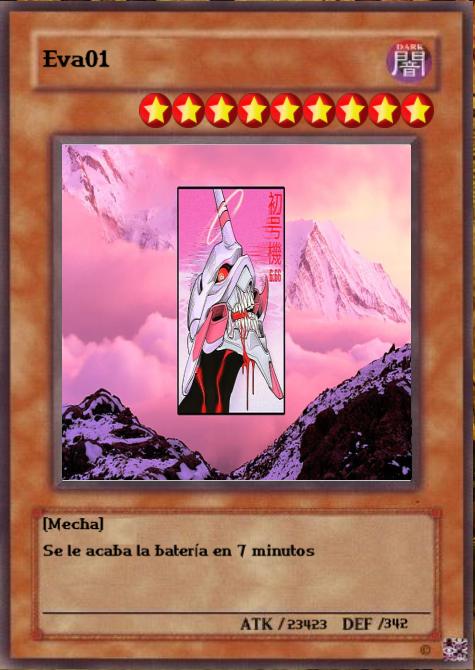 Eva01
DARK
闇
初号機
666
[Mecha]
Se le acaba la batería en 7 minutos
ATK / 23423 DEF /342
©